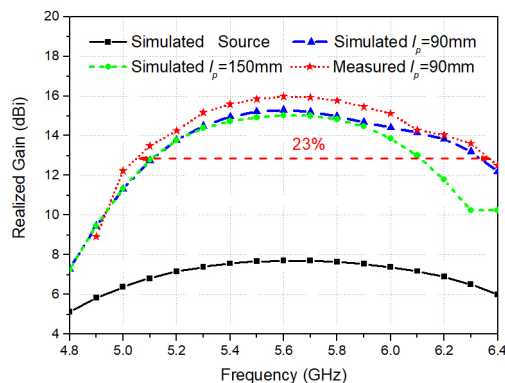 20
18
16
14
12
10
8
6
4
Realized Gain (dBi)
Simulated Source
Simulated lp=90mm
Simulated lp=150mm
Measured lp=90mm
23%
4.8 5.0 5.2 5.4 5.6 5.8 6.0 6.2 6.4
Frequency (GHz)